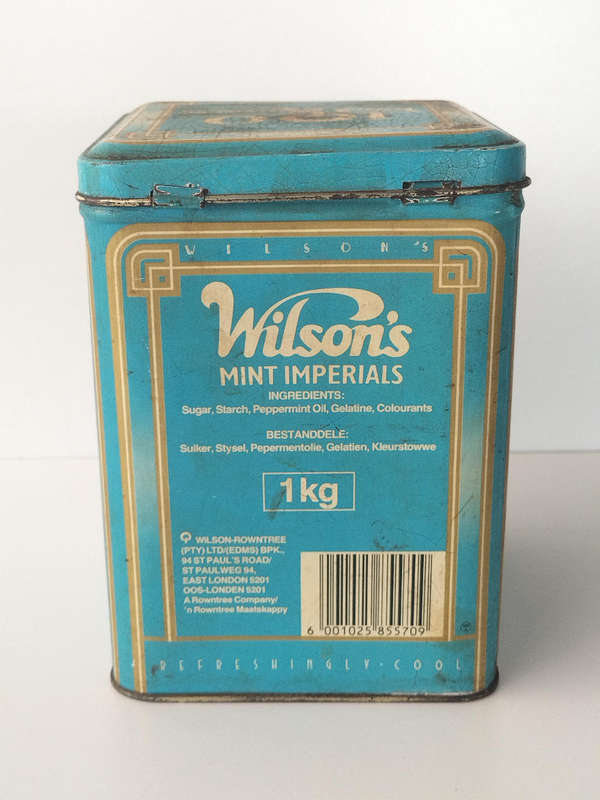 WILSON'S
Wilson's
MINT IMPERIALS
INGREDIENTS:
Sugar, Starch, Peppermint Oil, Gelatine, Colourants
BESTANDDELE:
Suiker, Stysel, Pepermentolie, Gelatien, Kleurstowwe
1kg
WILSON-ROWNTREE
(PTY) LTD/(EDMS) BPK.,
94 ST PAUL'S ROAD/
ST PAULWEG 94,
EAST LONDON 5201
OOS-LONDEN 5201
A Rowntree Company/
'n Rowntree Maatskappy
6 001025 855709
REFRESHINGLY·COOL